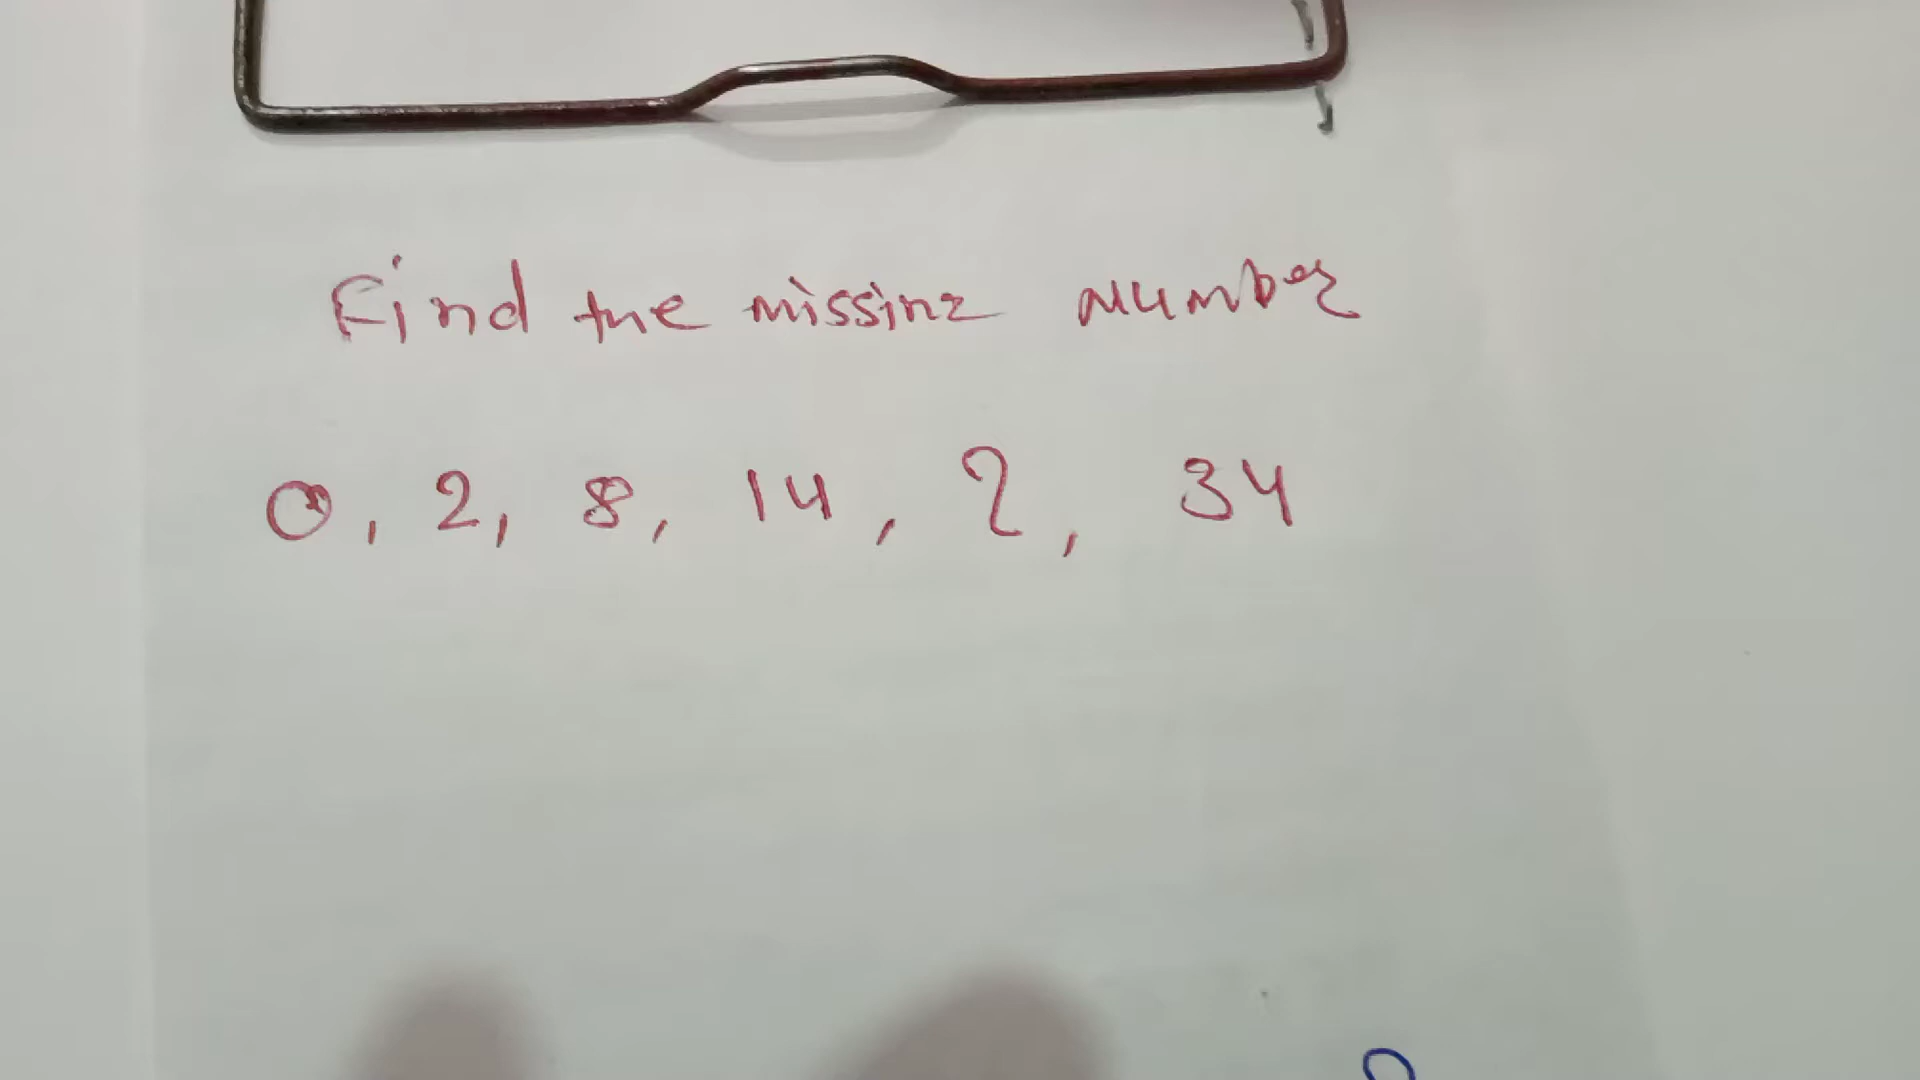 Find the missing number
0, 2, 8, 14, ?, 34